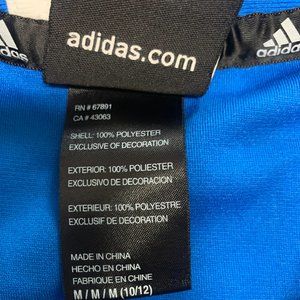 adidas
adidas.com
adidas
RN # 67891
CA # 43063
SHELL: 100% POLYESTER
EXCLUSIVE OF DECORATION
EXTERIOR: 100% POLIESTER
EXCLUSIVO DE DECORACION
EXTERIEUR: 100% POLYESTRE
EXCLUSIF DE DECORATION
MADE IN CHINA
HECHO EN CHINA
FABRIQUE EN CHINE
M / M / M (10/12)